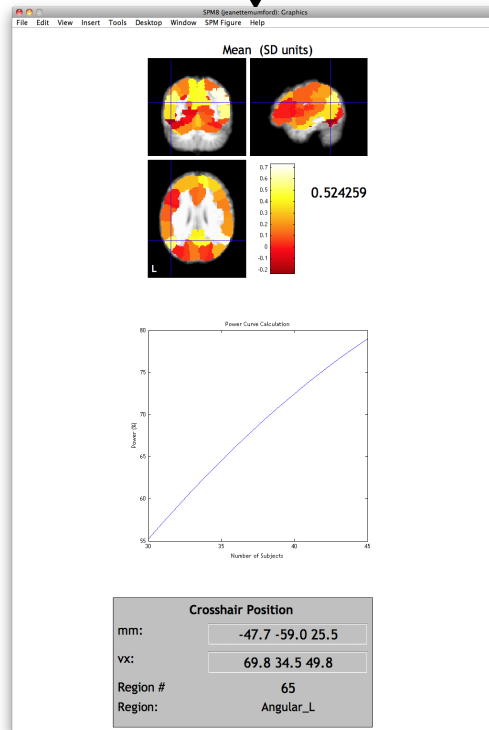 SPM8 (jeanettemumford): Graphics
File Edit View Insert Tools Desktop Window SPM Figure Help
Mean (SD units)
0.7
0.6
0.5
0.4
0.3
0.2
0.1
0
-0.1
-0.2
0.524259
L
Power Curve Calculation
80
75
70
65
60
55
Power (%)
30 35 40 45
Number of Subjects
Crosshair Position
mm: -47.7 -59.0 25.5
vx: 69.8 34.5 49.8
Region # 65
Region: Angular_L